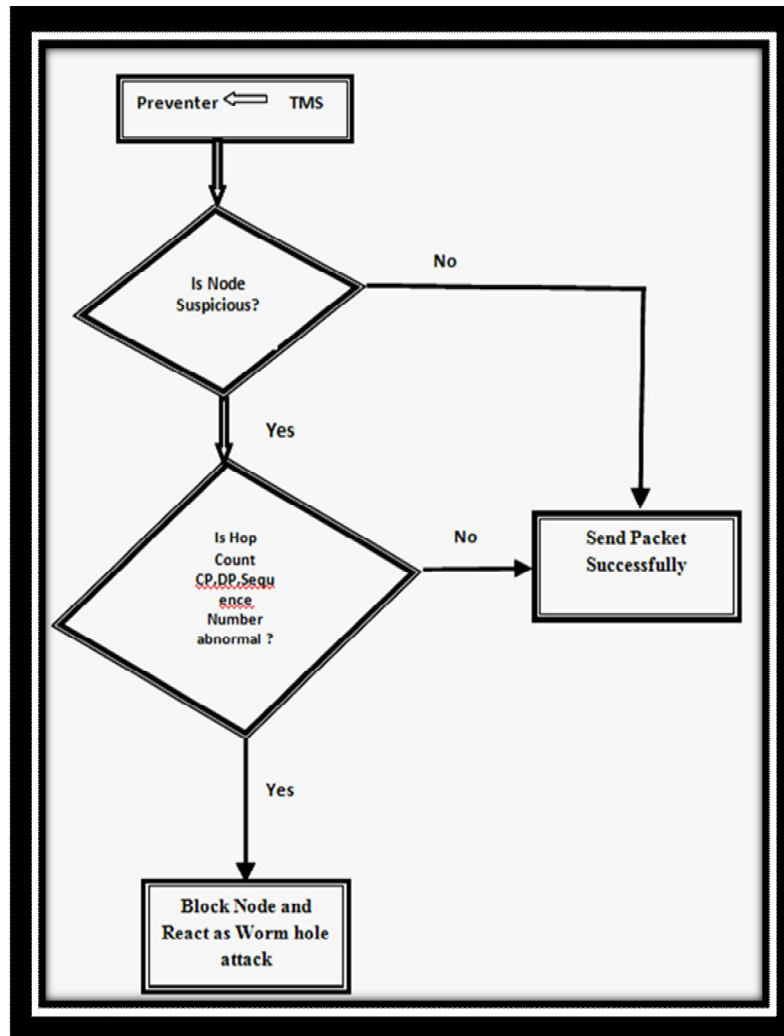 Preventer TMS
Is Node
Suspicious?
No
Yes
Is Hop
Count
CP,DP,Sequ
ence
Number
abnormal ?
No
Send Packet
Successfully
Yes
Block Node and
React as Worm hole
attack